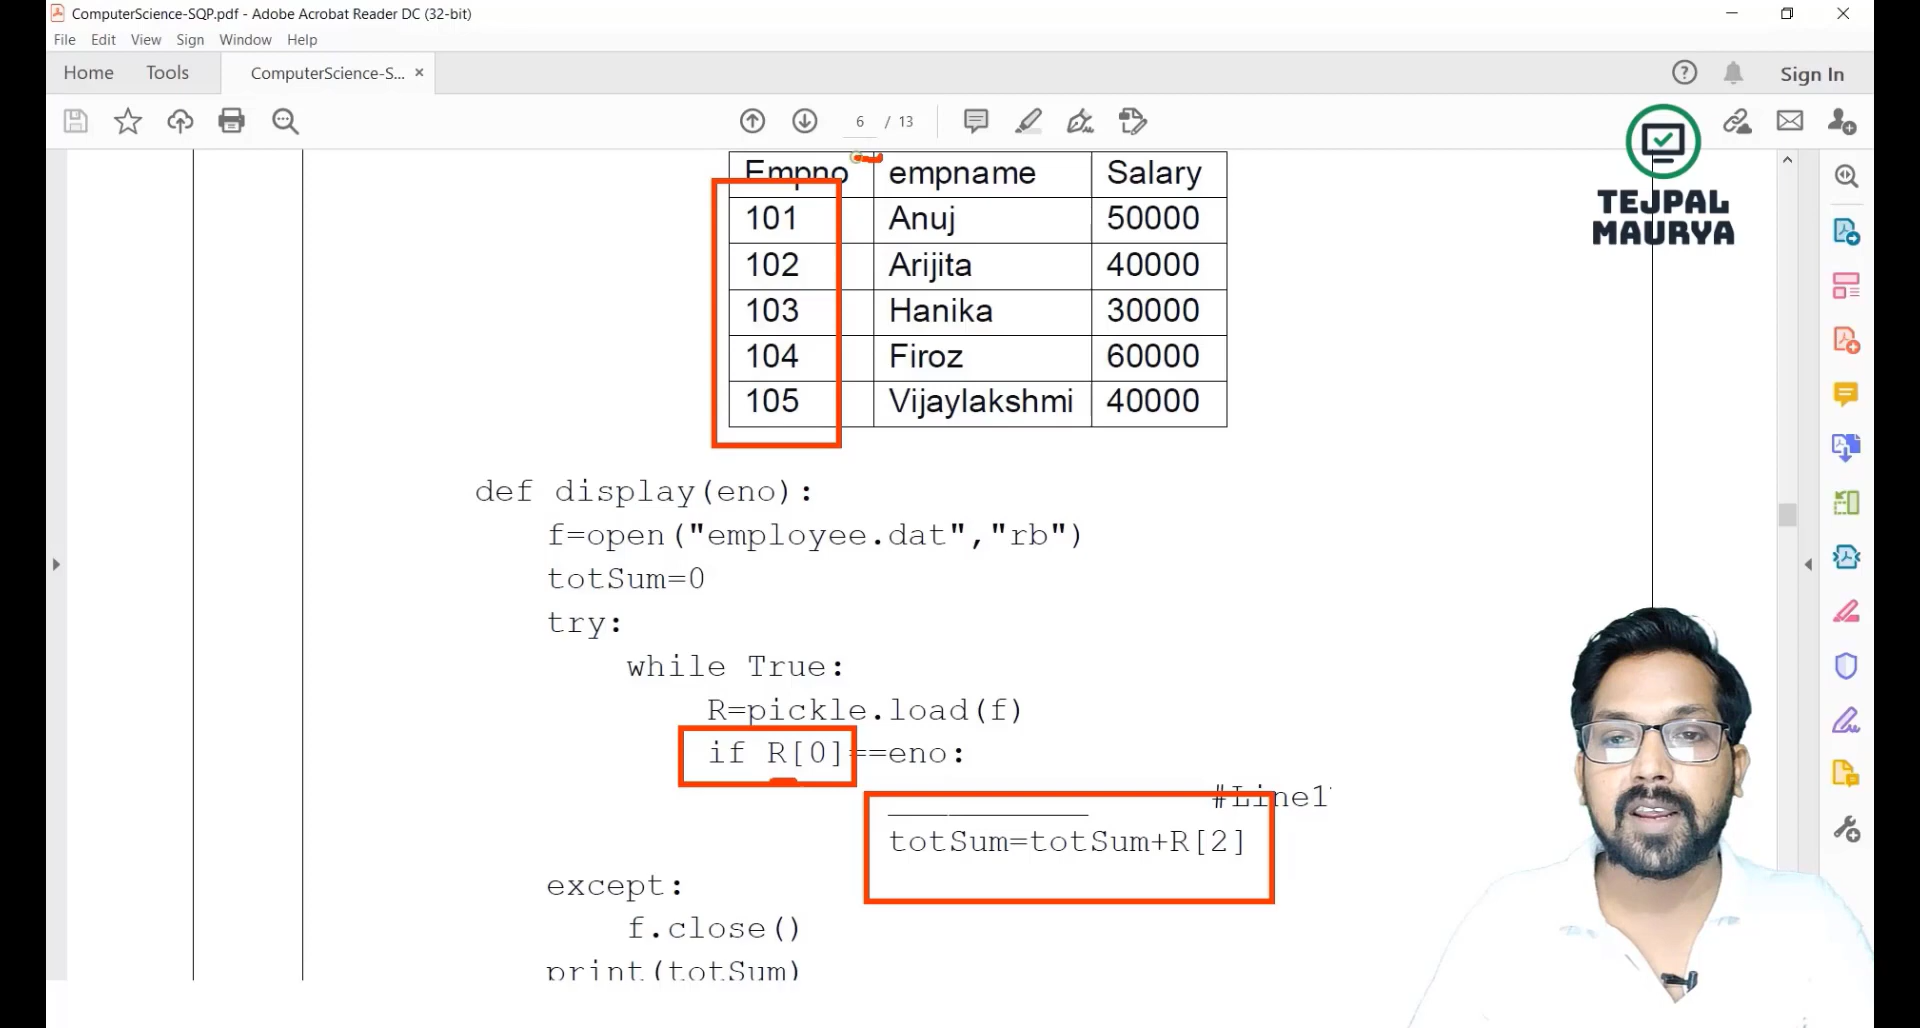 ComputerScience-SQP.pdf - Adobe Acrobat Reader DC (32-bit)
File Edit View Sign Window Help
Home Tools ComputerScience-S... × Sign In
6 / 13
TEJPAL
MAURYA
Empno empname Salary
101 Anuj 50000
102 Arijita 40000
103 Hanika 30000
104 Firoz 60000
105 Vijaylakshmi 40000
def display(eno):
f=open("employee.dat","rb")
totSum=0
try:
while True:
R=pickle.load(f)
if R[0]==eno:
__________ #Line1
totSum=totSum+R[2]
except:
f.close()
print(totSum)